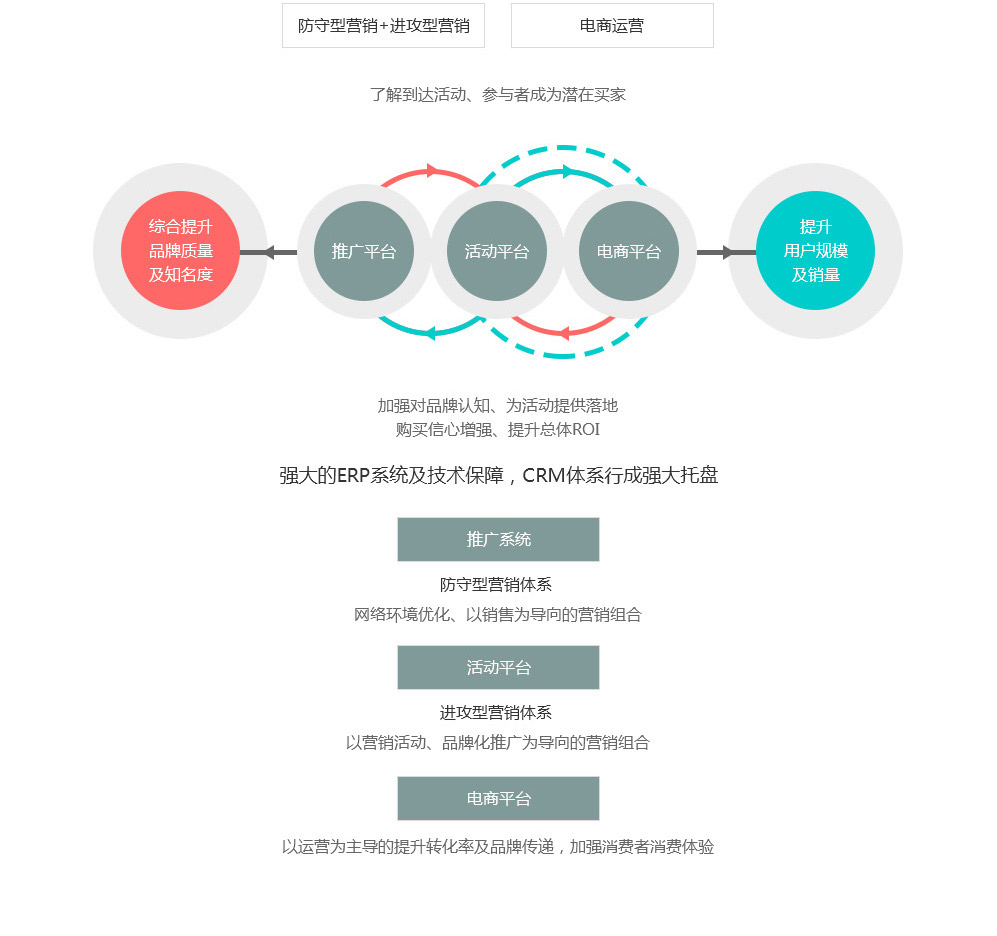 防守型营销+进攻型营销
电商运营
了解到达活动、参与者成为潜在买家
综合提升
品牌质量
及知名度
推广平台
活动平台
电商平台
提升
用户规模
及销量
加强对品牌认知、为活动提供落地
购买信心增强、提升总体ROI
强大的ERP系统及技术保障，CRM体系行成强大托盘
推广系统
防守型营销体系
网络环境优化、以销售为导向的营销组合
活动平台
进攻型营销体系
以营销活动、品牌化推广为导向的营销组合
电商平台
以运营为主导的提升转化率及品牌传递，加强消费者消费体验